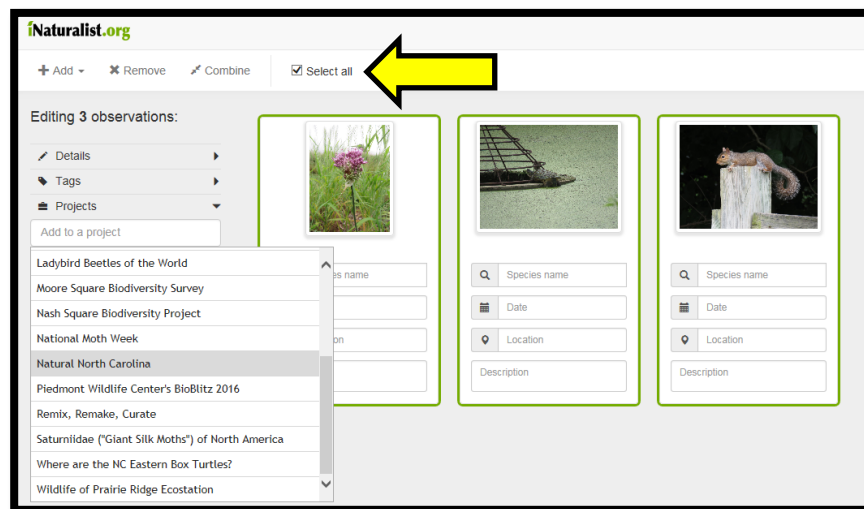 iNaturalist.org
Add
Remove
Combine
Select all
Editing 3 observations:
Details
Tags
Projects
Add to a project
Ladybird Beetles of the World
Moore Square Biodiversity Survey
Nash Square Biodiversity Project
National Moth Week
Natural North Carolina
Piedmont Wildlife Center's BioBlitz 2016
Remix, Remake, Curate
Saturniidae ("Giant Silk Moths") of North America
Where are the NC Eastern Box Turtles?
Wildlife of Prairie Ridge Ecostation
name
Species name
Date
Location
Description
Species name
Date
Location
Description